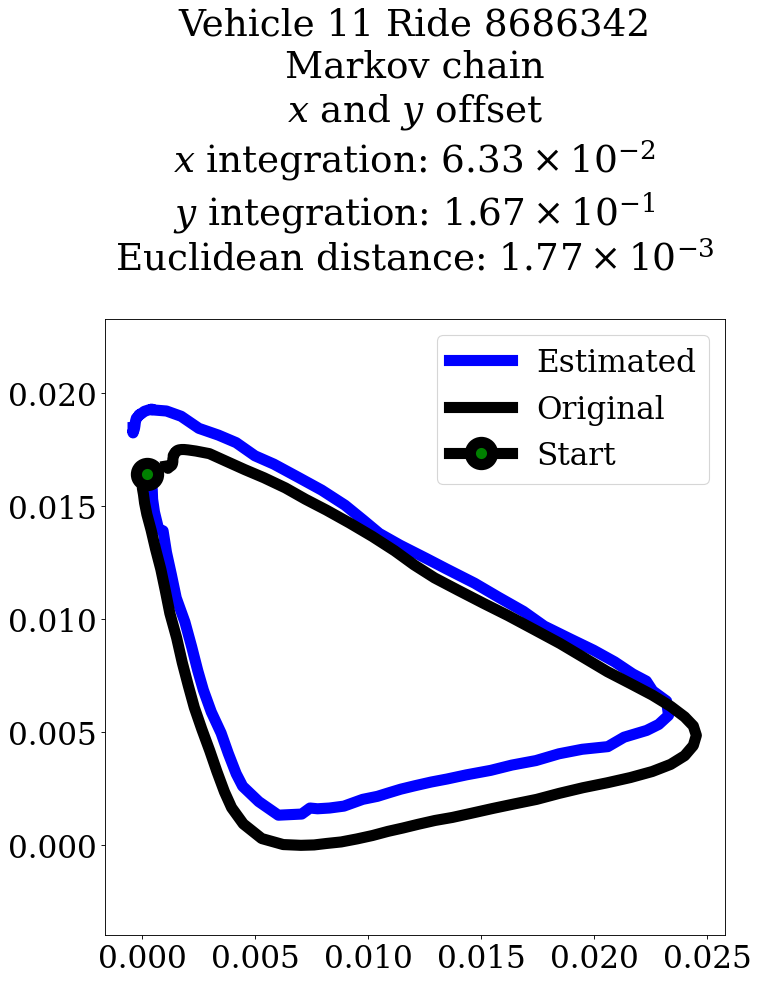 Vehicle 11 Ride 8686342
Markov chain
x and y offset
x integration: 6.33 × 10⁻²
y integration: 1.67 × 10⁻¹
Euclidean distance: 1.77 × 10⁻³
Estimated
Original
Start
0.020
0.015
0.010
0.005
0.000
0.000 0.005 0.010 0.015 0.020 0.025